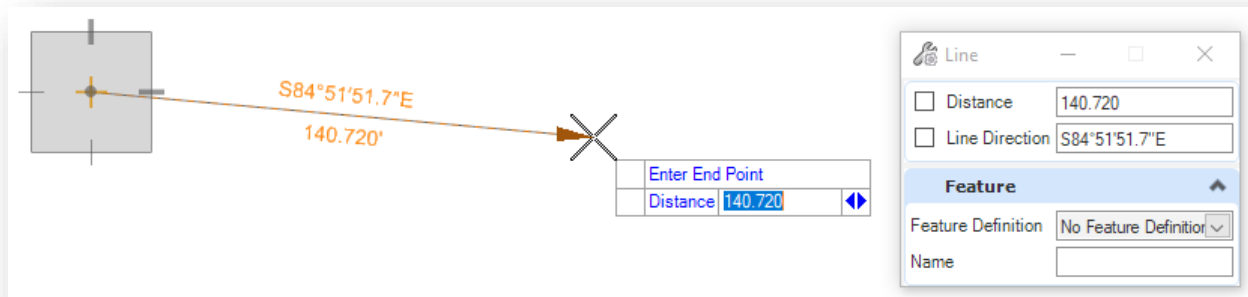 S84°51'51.7"E
140.720'
Enter End Point
Distance 140.720
Line
Distance 140.720
Line Direction S84°51'51.7"E
Feature
Feature Definition No Feature Definition
Name